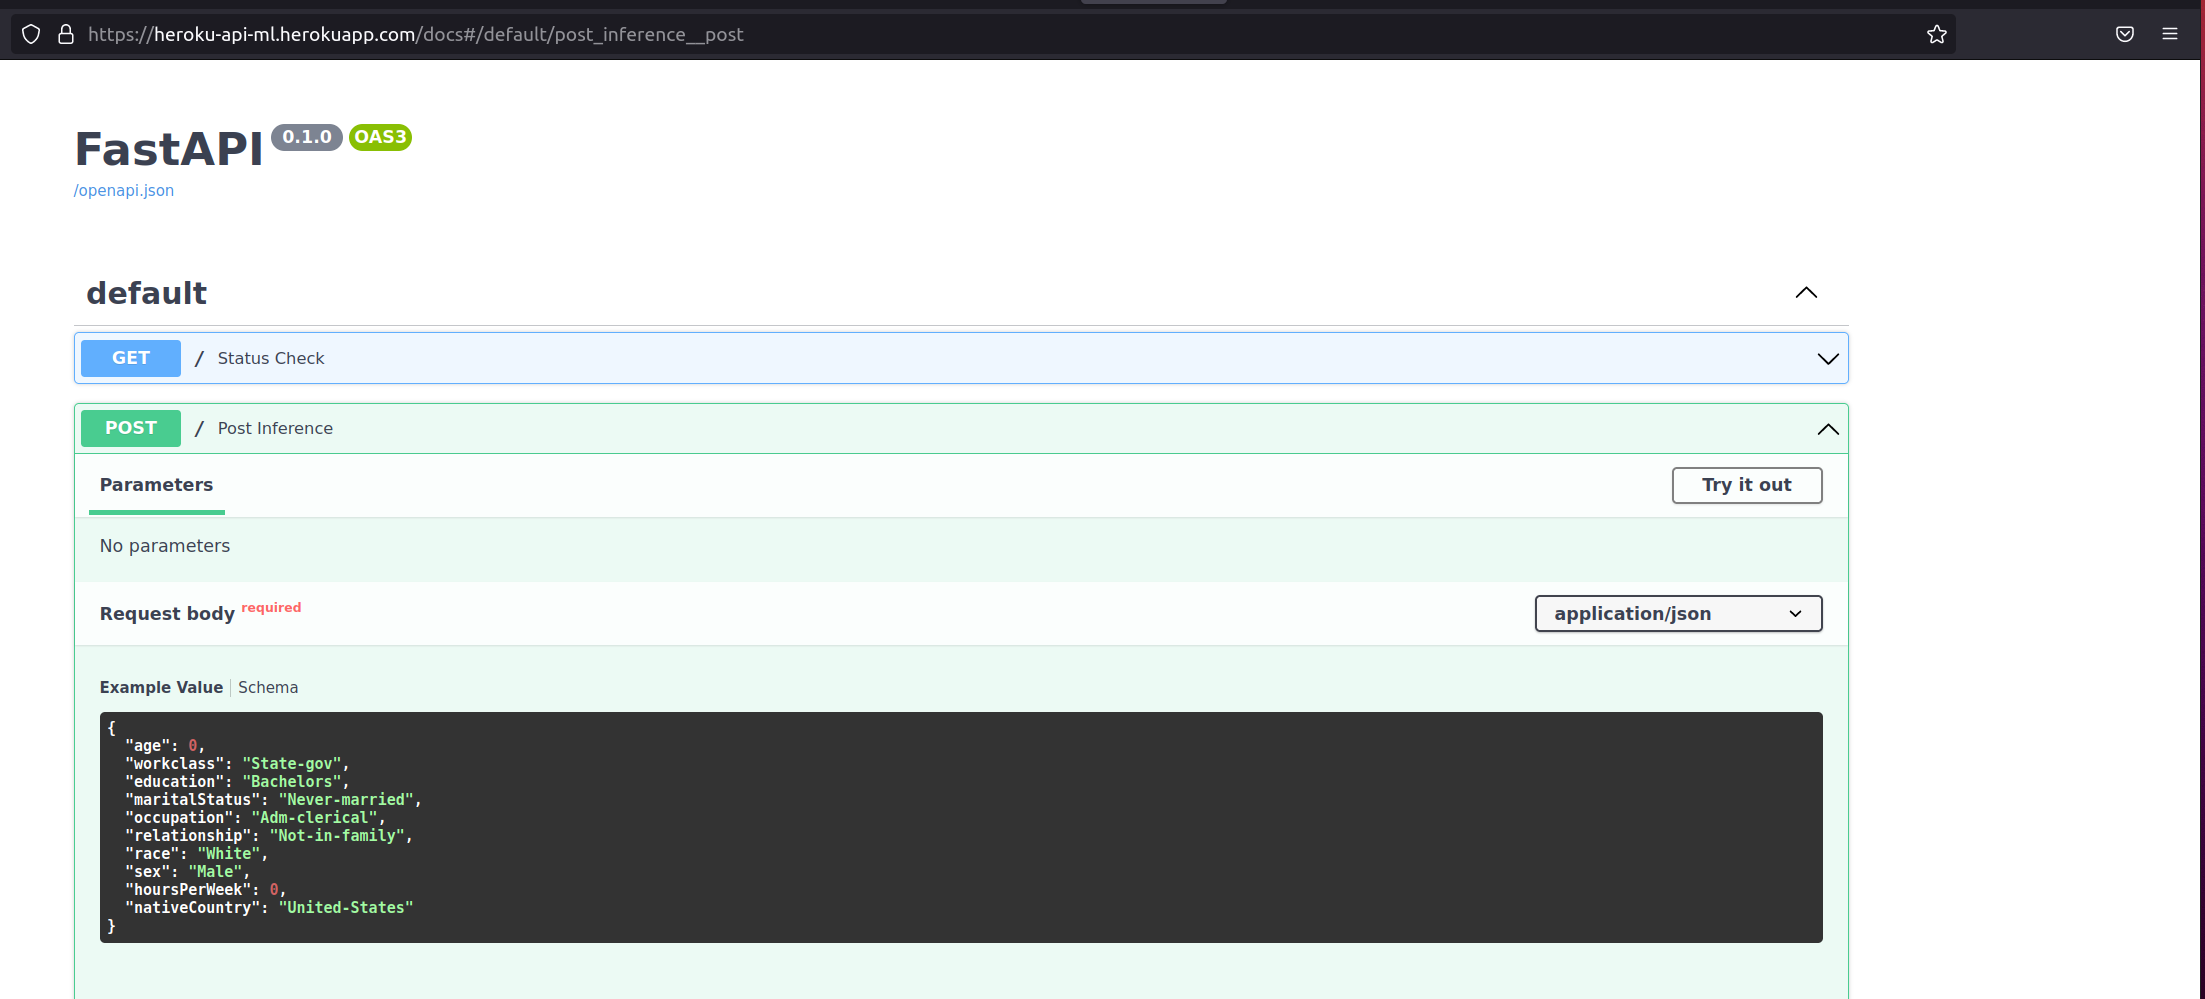 https://heroku-api-ml.herokuapp.com/docs#/default/post_inference__post
FastAPI 0.1.0 OAS3
/openapi.json
default
GET / Status Check
POST / Post Inference
Parameters Try it out
No parameters
Request body required application/json
Example Value Schema
{
"age": 0,
"workclass": "State-gov",
"education": "Bachelors",
"maritalStatus": "Never-married",
"occupation": "Adm-clerical",
"relationship": "Not-in-family",
"race": "White",
"sex": "Male",
"hoursPerWeek": 0,
"nativeCountry": "United-States"
}